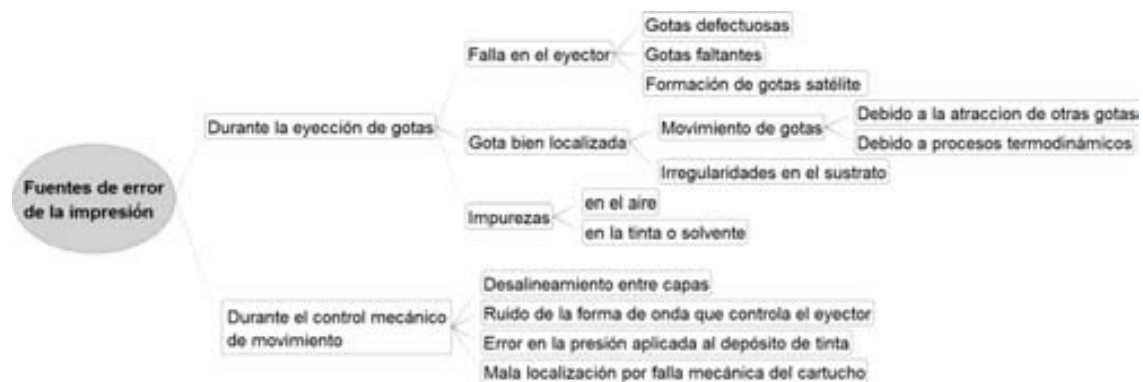 Fuentes de error
de la impresión
Durante la eyección de gotas
Falla en el eyector
Gotas defectuosas
Gotas faltantes
Formación de gotas satélite
Gota bien localizada
Movimiento de gotas
Debido a la atraccion de otras gotas
Debido a procesos termodinámicos
Irregularidades en el sustrato
Impurezas
en el aire
en la tinta o solvente
Durante el control mecánico
de movimiento
Desalineamiento entre capas
Ruido de la forma de onda que controla el eyector
Error en la presión aplicada al depósito de tinta
Mala localización por falla mecánica del cartucho